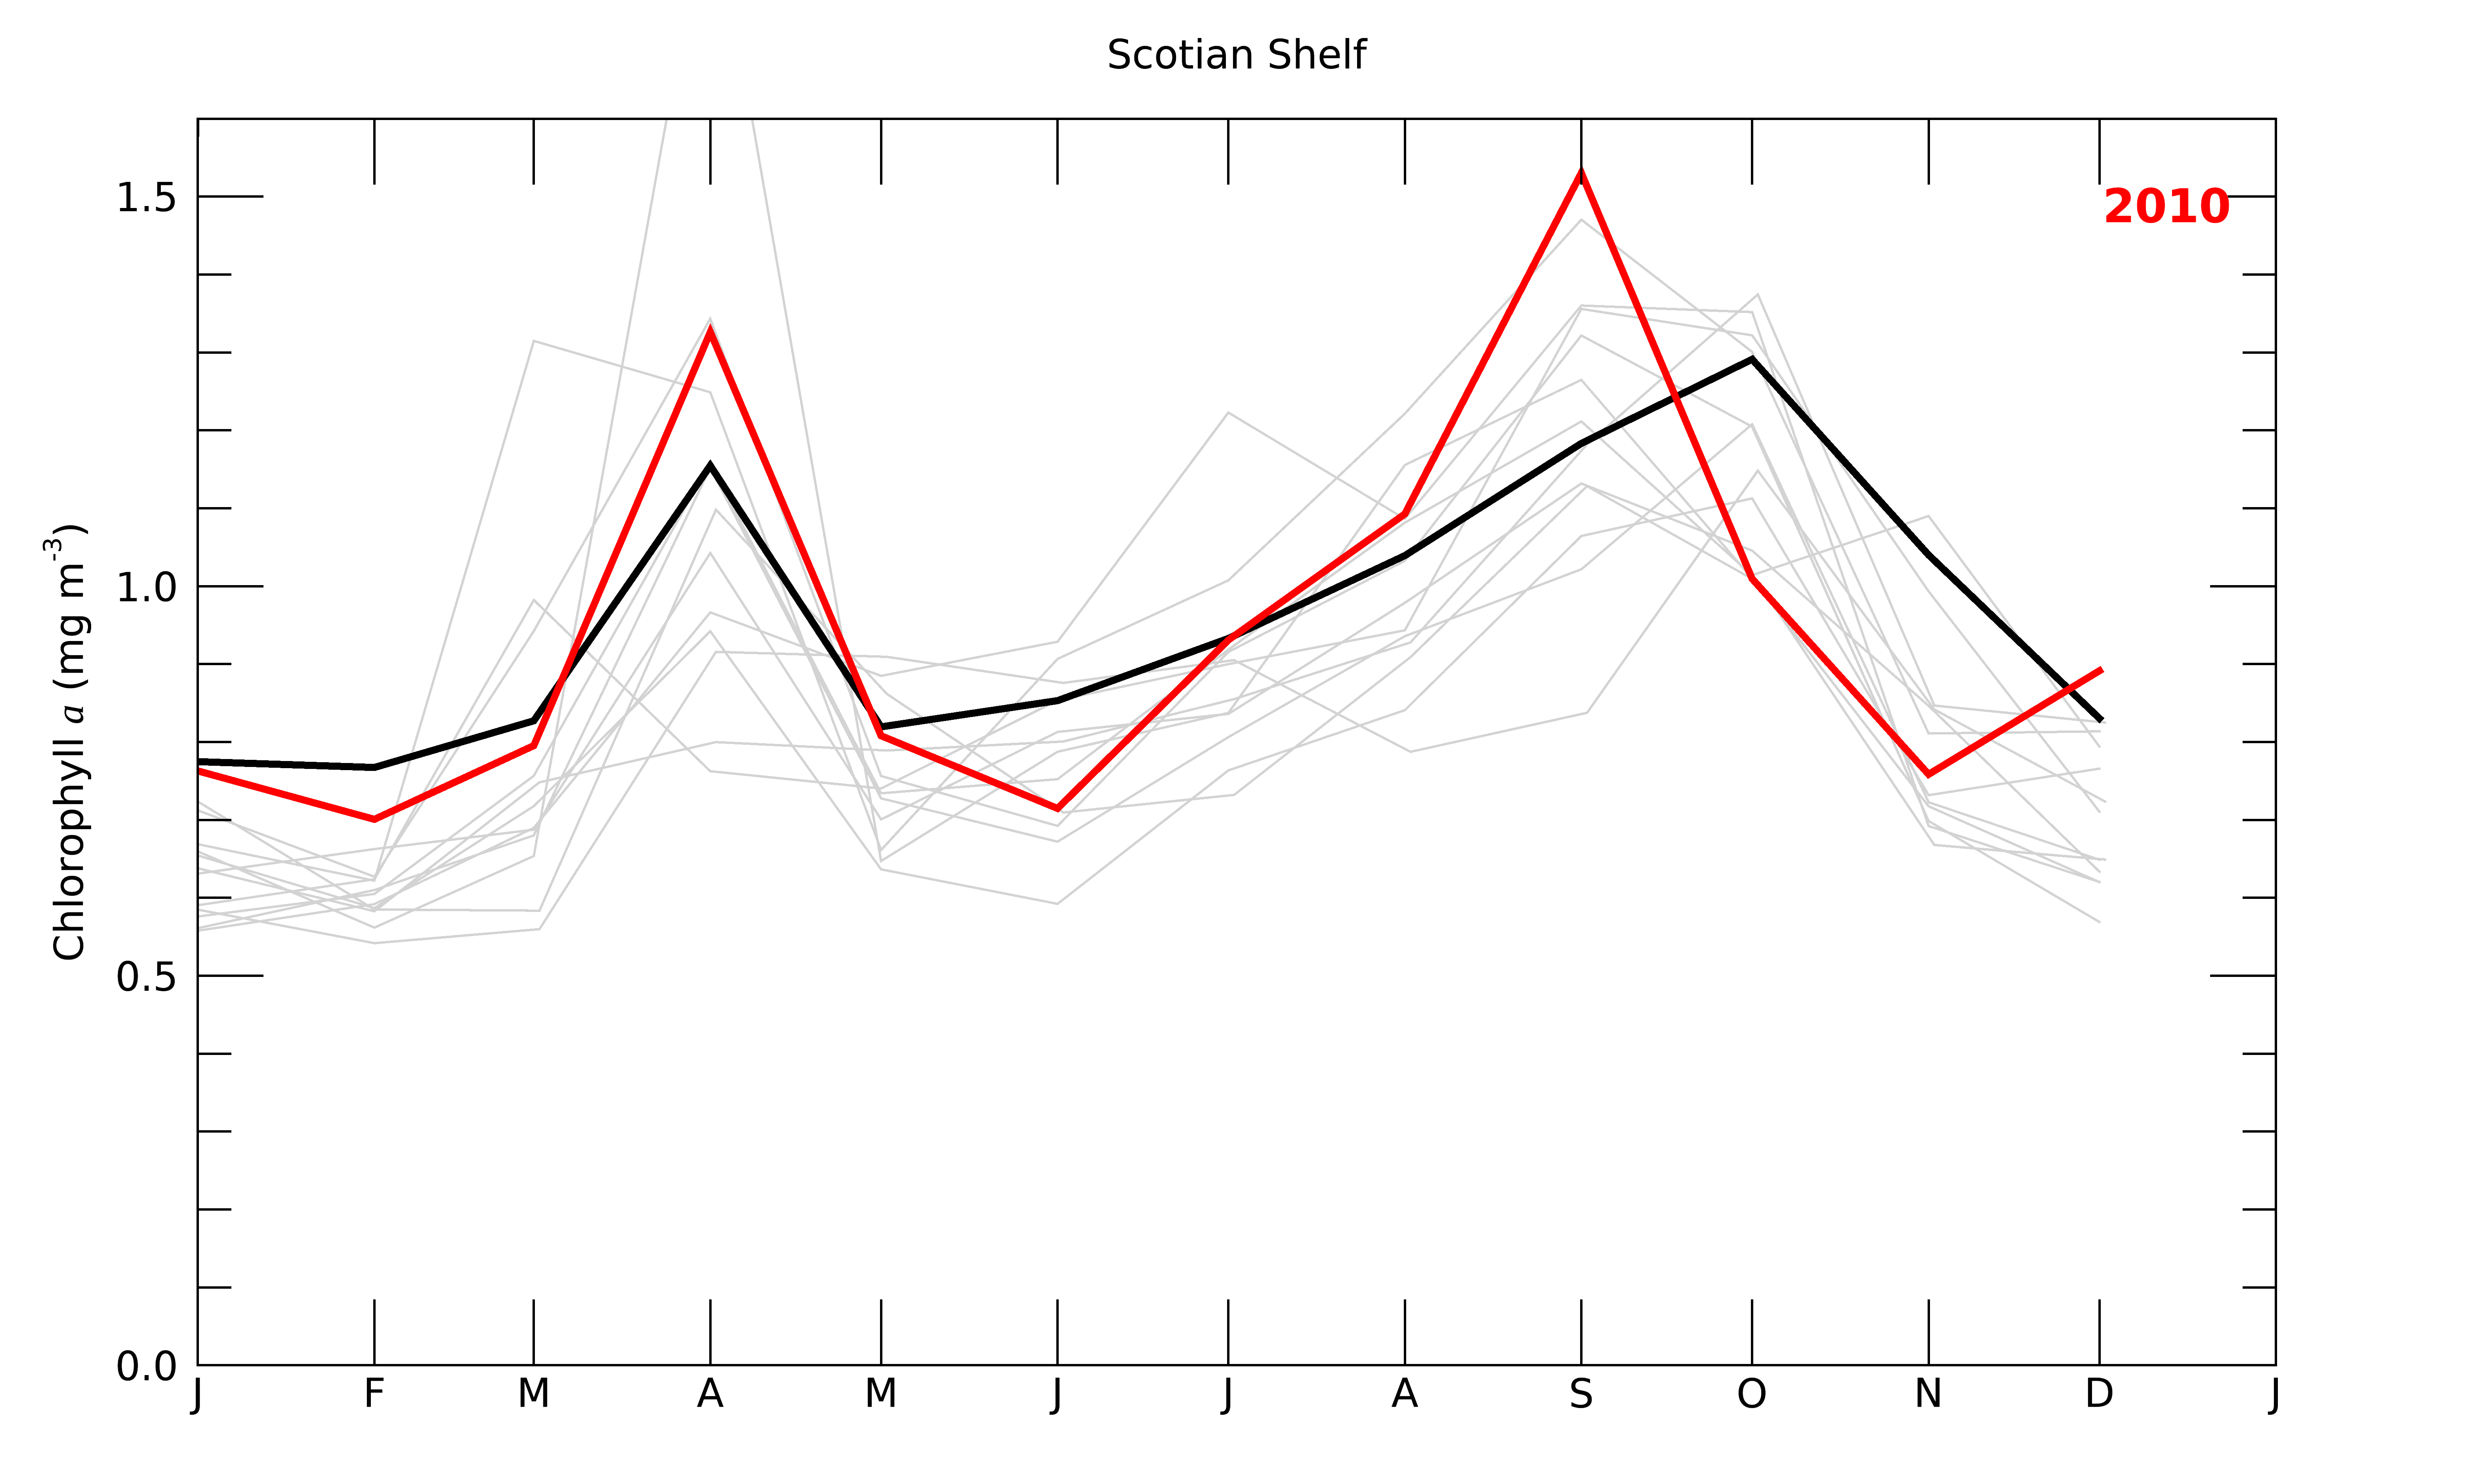 Scotian Shelf
2010
1.5
1.0
0.5
0.0
Chlorophyll a (mg m⁻³)
J F M A M J J A S O N D J